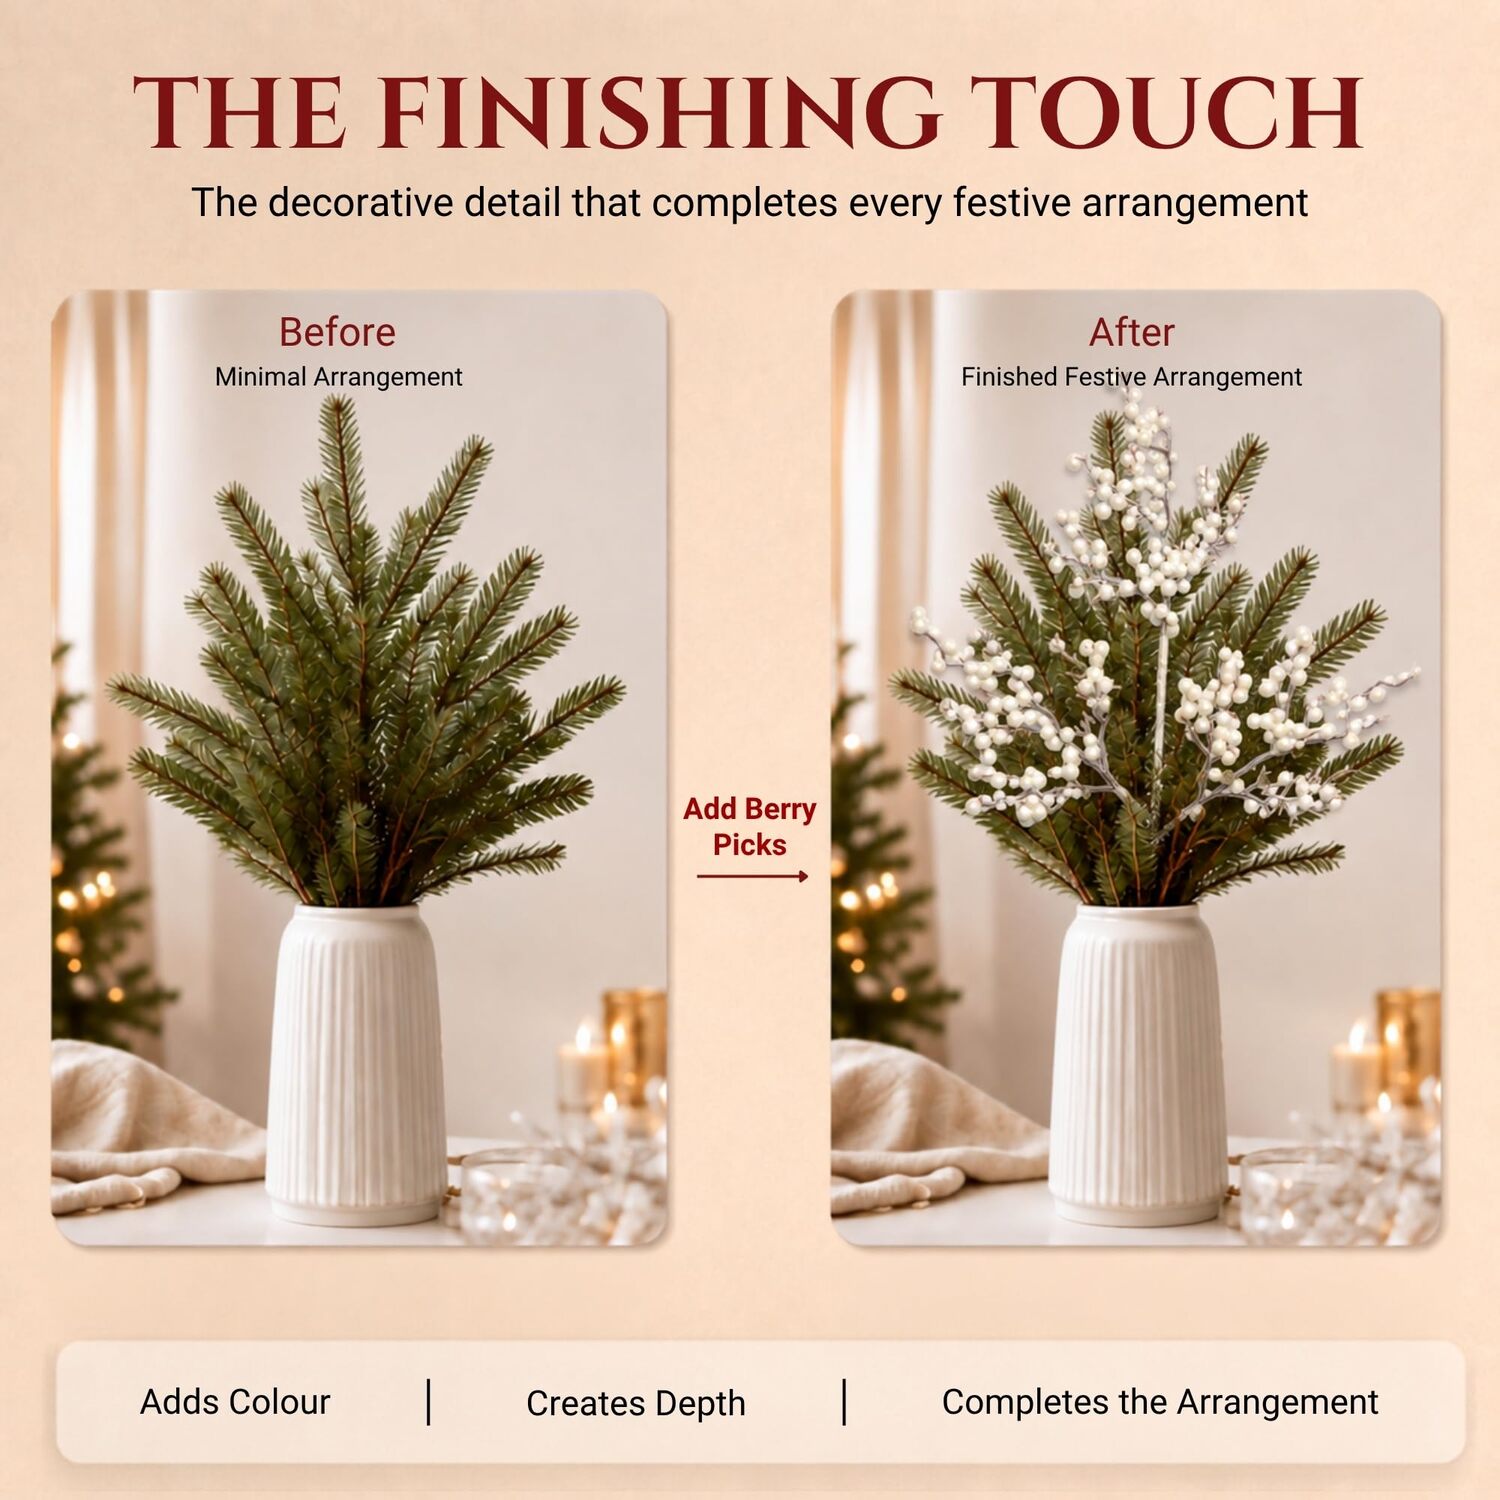 THE FINISHING TOUCH
The decorative detail that completes every festive arrangement
Before
Minimal Arrangement
After
Finished Festive Arrangement
Add Berry
Picks
Adds Colour | Creates Depth | Completes the Arrangement